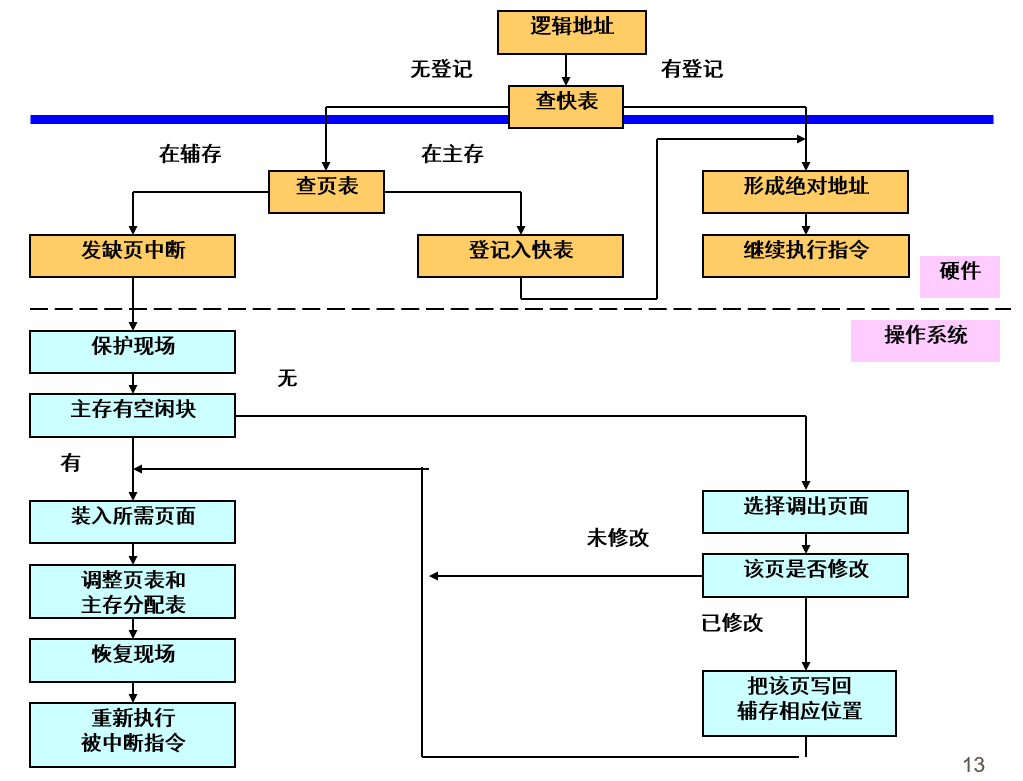 逻辑地址
无登记
有登记
查快表
在辅存
在主存
查页表
形成绝对地址
发缺页中断
登记入快表
继续执行指令
硬件
操作系统
保护现场
无
主存有空闲块
有
装入所需页面
选择调出页面
未修改
该页是否修改
调整页表和
主存分配表
已修改
恢复现场
把该页写回
辅存相应位置
重新执行
被中断指令
13